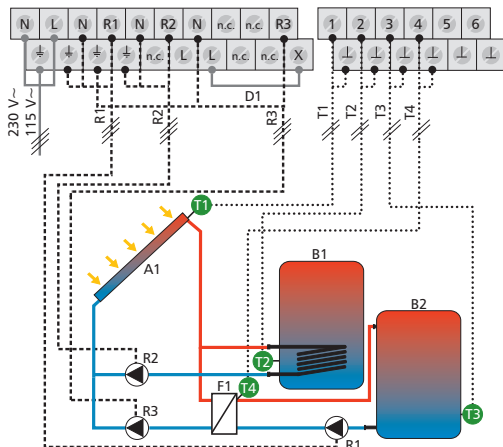 N L R1 N R2 N n.c. n.c. R3
n.c. L L n.c. X
1 2 3 4 5 6
D1
230 V~
115 V~
R1
R2
R3
T1
T2
T3
T4
T1
A1
B1
B2
T2
R2
F1
T4
R3
T3
R1